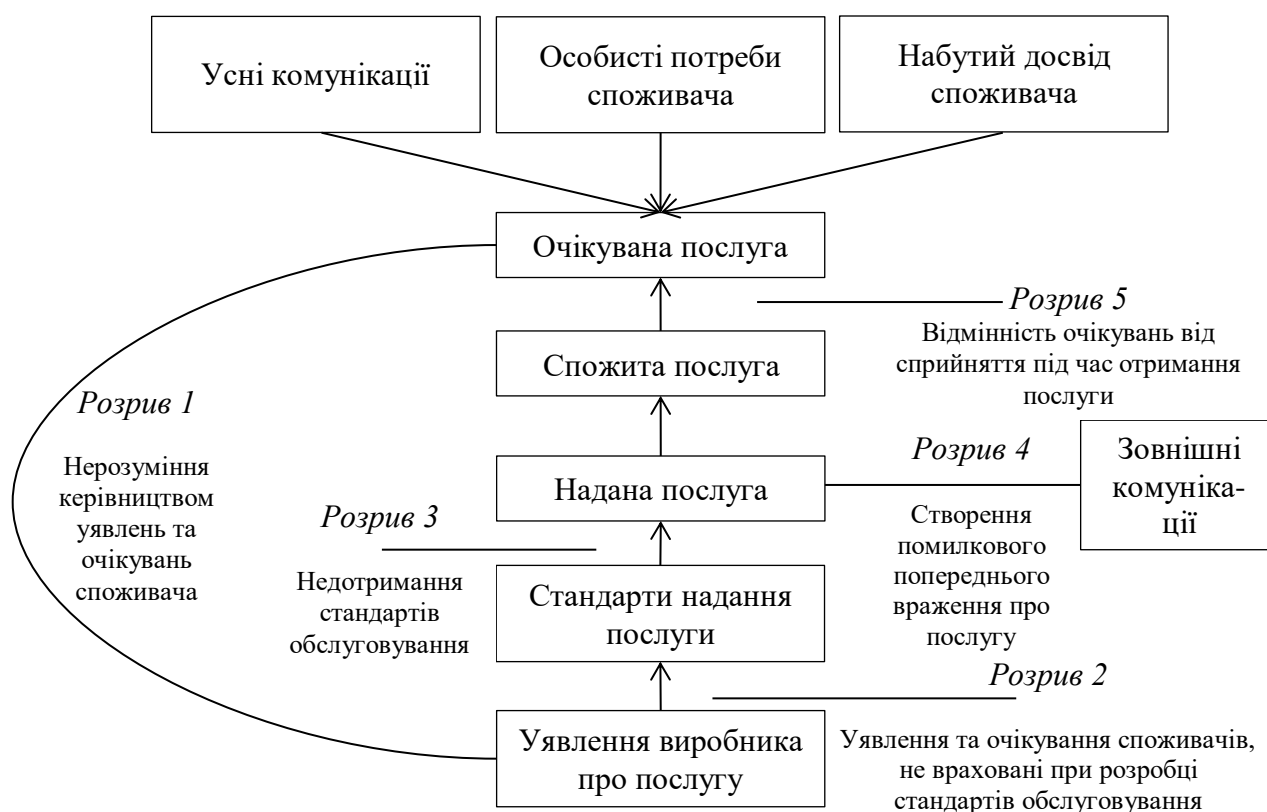 Усні комунікації
Особисті потреби
споживача
Набутий досвід
споживача
Очікувана послуга
Розрив 5
Відмінність очікувань від
сприйняття під час отримання
послуги
Спожита послуга
Розрив 1
Нерозуміння
керівництвом
уявлень та
очікувань
споживача
Надана послуга
Розрив 4
Зовнішні
комуніка-
ції
Створення
помилкового
попереднього
враження про
послугу
Розрив 3
Недотримання
стандартів
обслуговування
Стандарти надання
послуги
Розрив 2
Уявлення та очікування споживачів,
не враховані при розробці
стандартів обслуговування
Уявлення виробника
про послугу